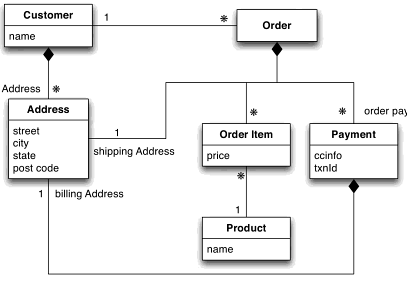 Customer
1
*
Order
name
Address
*
Address
street
city
state
post code
1
shipping Address
*
Order Item
price
*
order pay
Payment
ccinfo
txnId
*
1
billing Address
1
Product
name